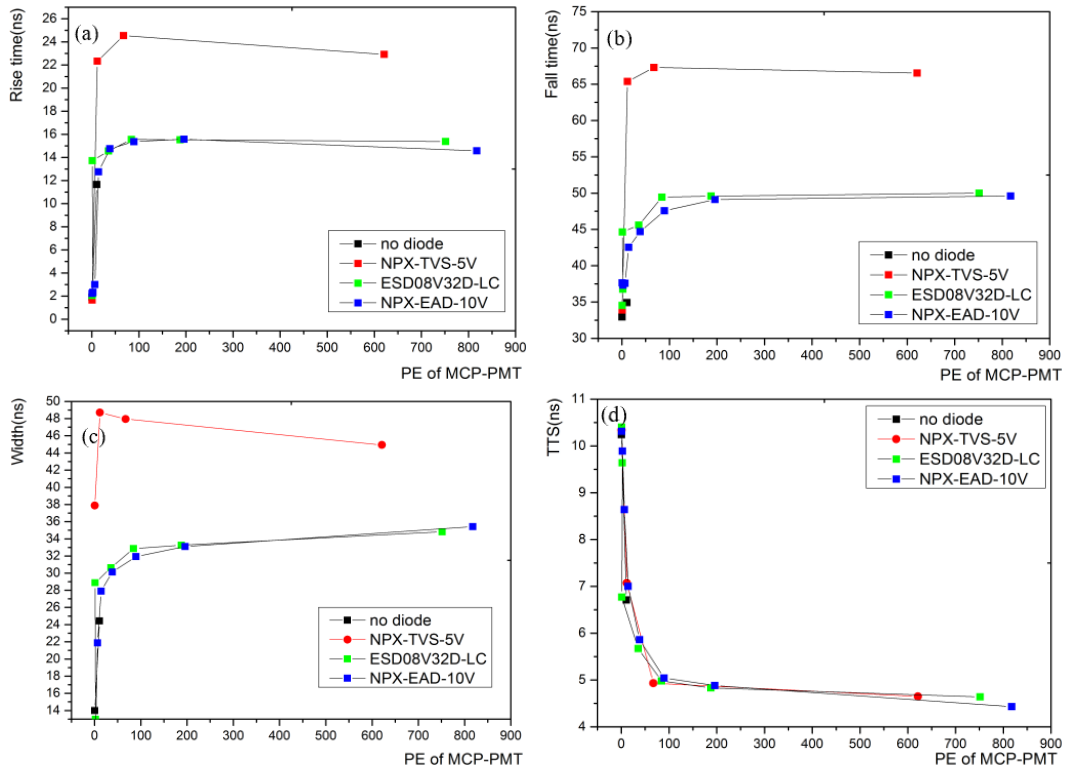 (a)
Rise time(ns)
26
24
22
20
18
16
14
12
10
8
6
4
2
0
no diode
NPX-TVS-5V
ESD08V32D-LC
NPX-EAD-10V
0 100 200 300 400 500 600 700 800 900
PE of MCP-PMT
(b)
Fall time(ns)
75
70
65
60
55
50
45
40
35
30
no diode
NPX-TVS-5V
ESD08V32D-LC
NPX-EAD-10V
0 100 200 300 400 500 600 700 800 900
PE of MCP-PMT
(c)
Width(ns)
50
48
46
44
42
40
38
36
34
32
30
28
26
24
22
20
18
16
14
no diode
NPX-TVS-5V
ESD08V32D-LC
NPX-EAD-10V
0 100 200 300 400 500 600 700 800 900
PE of MCP-PMT
(d)
TTS(ns)
11
10
9
8
7
6
5
4
no diode
NPX-TVS-5V
ESD08V32D-LC
NPX-EAD-10V
0 100 200 300 400 500 600 700 800 900
PE of MCP-PMT